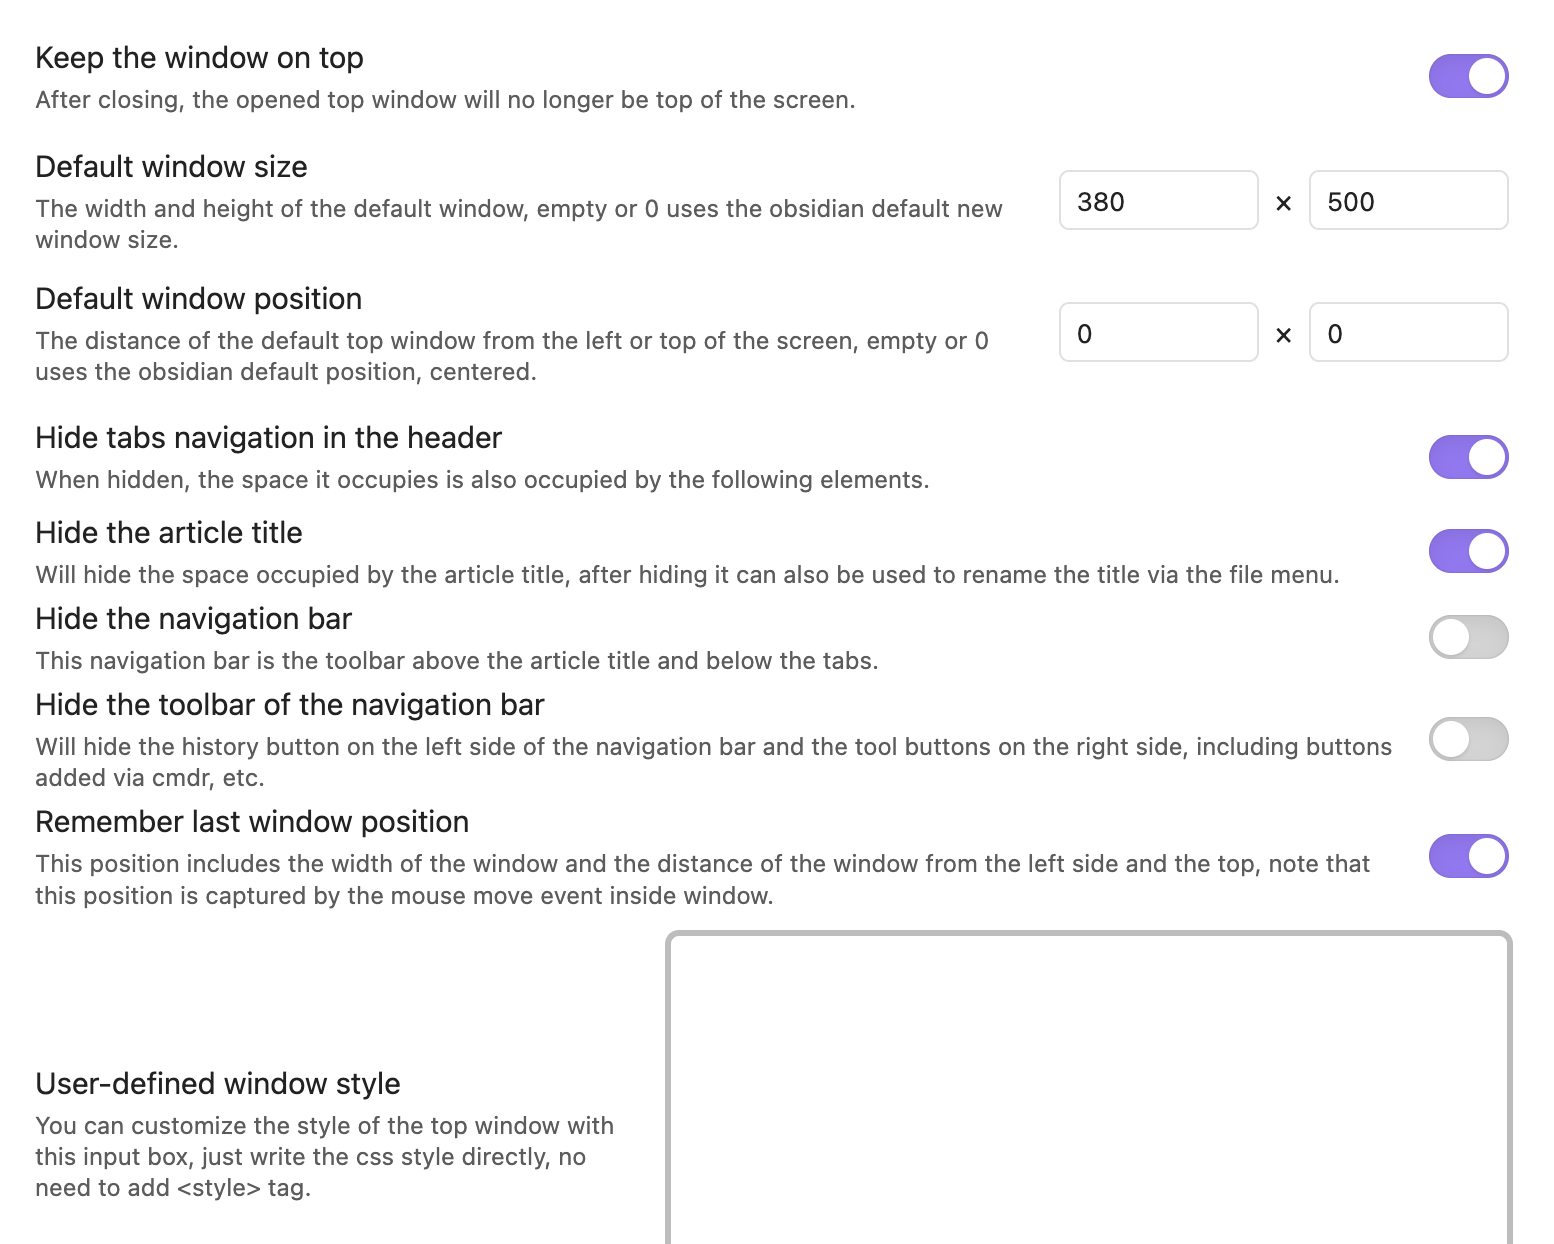 Keep the window on top
After closing, the opened top window will no longer be top of the screen.
Default window size
The width and height of the default window, empty or 0 uses the obsidian default new
window size.
380 × 500
Default window position
The distance of the default top window from the left or top of the screen, empty or 0
uses the obsidian default position, centered.
0 × 0
Hide tabs navigation in the header
When hidden, the space it occupies is also occupied by the following elements.
Hide the article title
Will hide the space occupied by the article title, after hiding it can also be used to rename the title via the file menu.
Hide the navigation bar
This navigation bar is the toolbar above the article title and below the tabs.
Hide the toolbar of the navigation bar
Will hide the history button on the left side of the navigation bar and the tool buttons on the right side, including buttons
added via cmdr, etc.
Remember last window position
This position includes the width of the window and the distance of the window from the left side and the top, note that
this position is captured by the mouse move event inside window.
User-defined window style
You can customize the style of the top window with
this input box, just write the css style directly, no
need to add <style> tag.